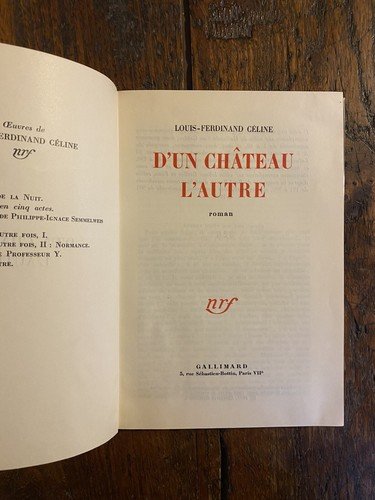 Œuvres de
ERDINAND CÉLINE
nrf
DE LA NUIT.
en cinq actes.
DE PHILIPPE-IGNACE SEMMELWEIS
UTRE FOIS, I.
UTRE FOIS, II : NORMANCE.
E PROFESSEUR Y.
TRE.
LOUIS-FERDINAND CÉLINE
D'UN CHÂTEAU
L'AUTRE
roman
nrf
GALLIMARD
5, rue Sébastien-Bottin, Paris VIIe